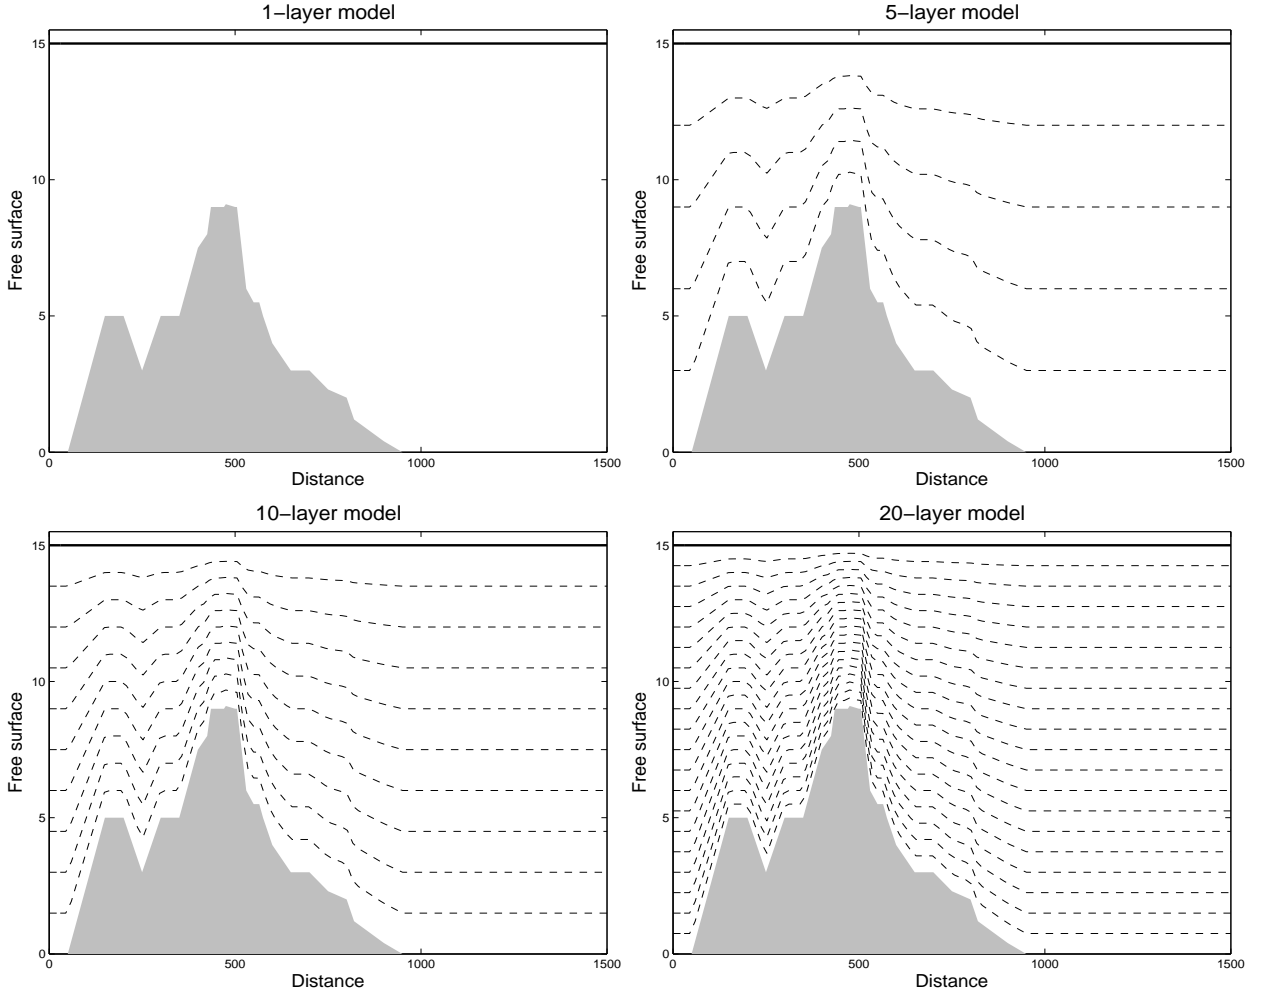 1−layer model
15
10
5
0
0 500 1000 1500
Free surface
Distance
5−layer model
15
10
5
0
0 500 1000 1500
Free surface
Distance
10−layer model
15
10
5
0
0 500 1000 1500
Free surface
Distance
20−layer model
15
10
5
0
0 500 1000 1500
Free surface
Distance